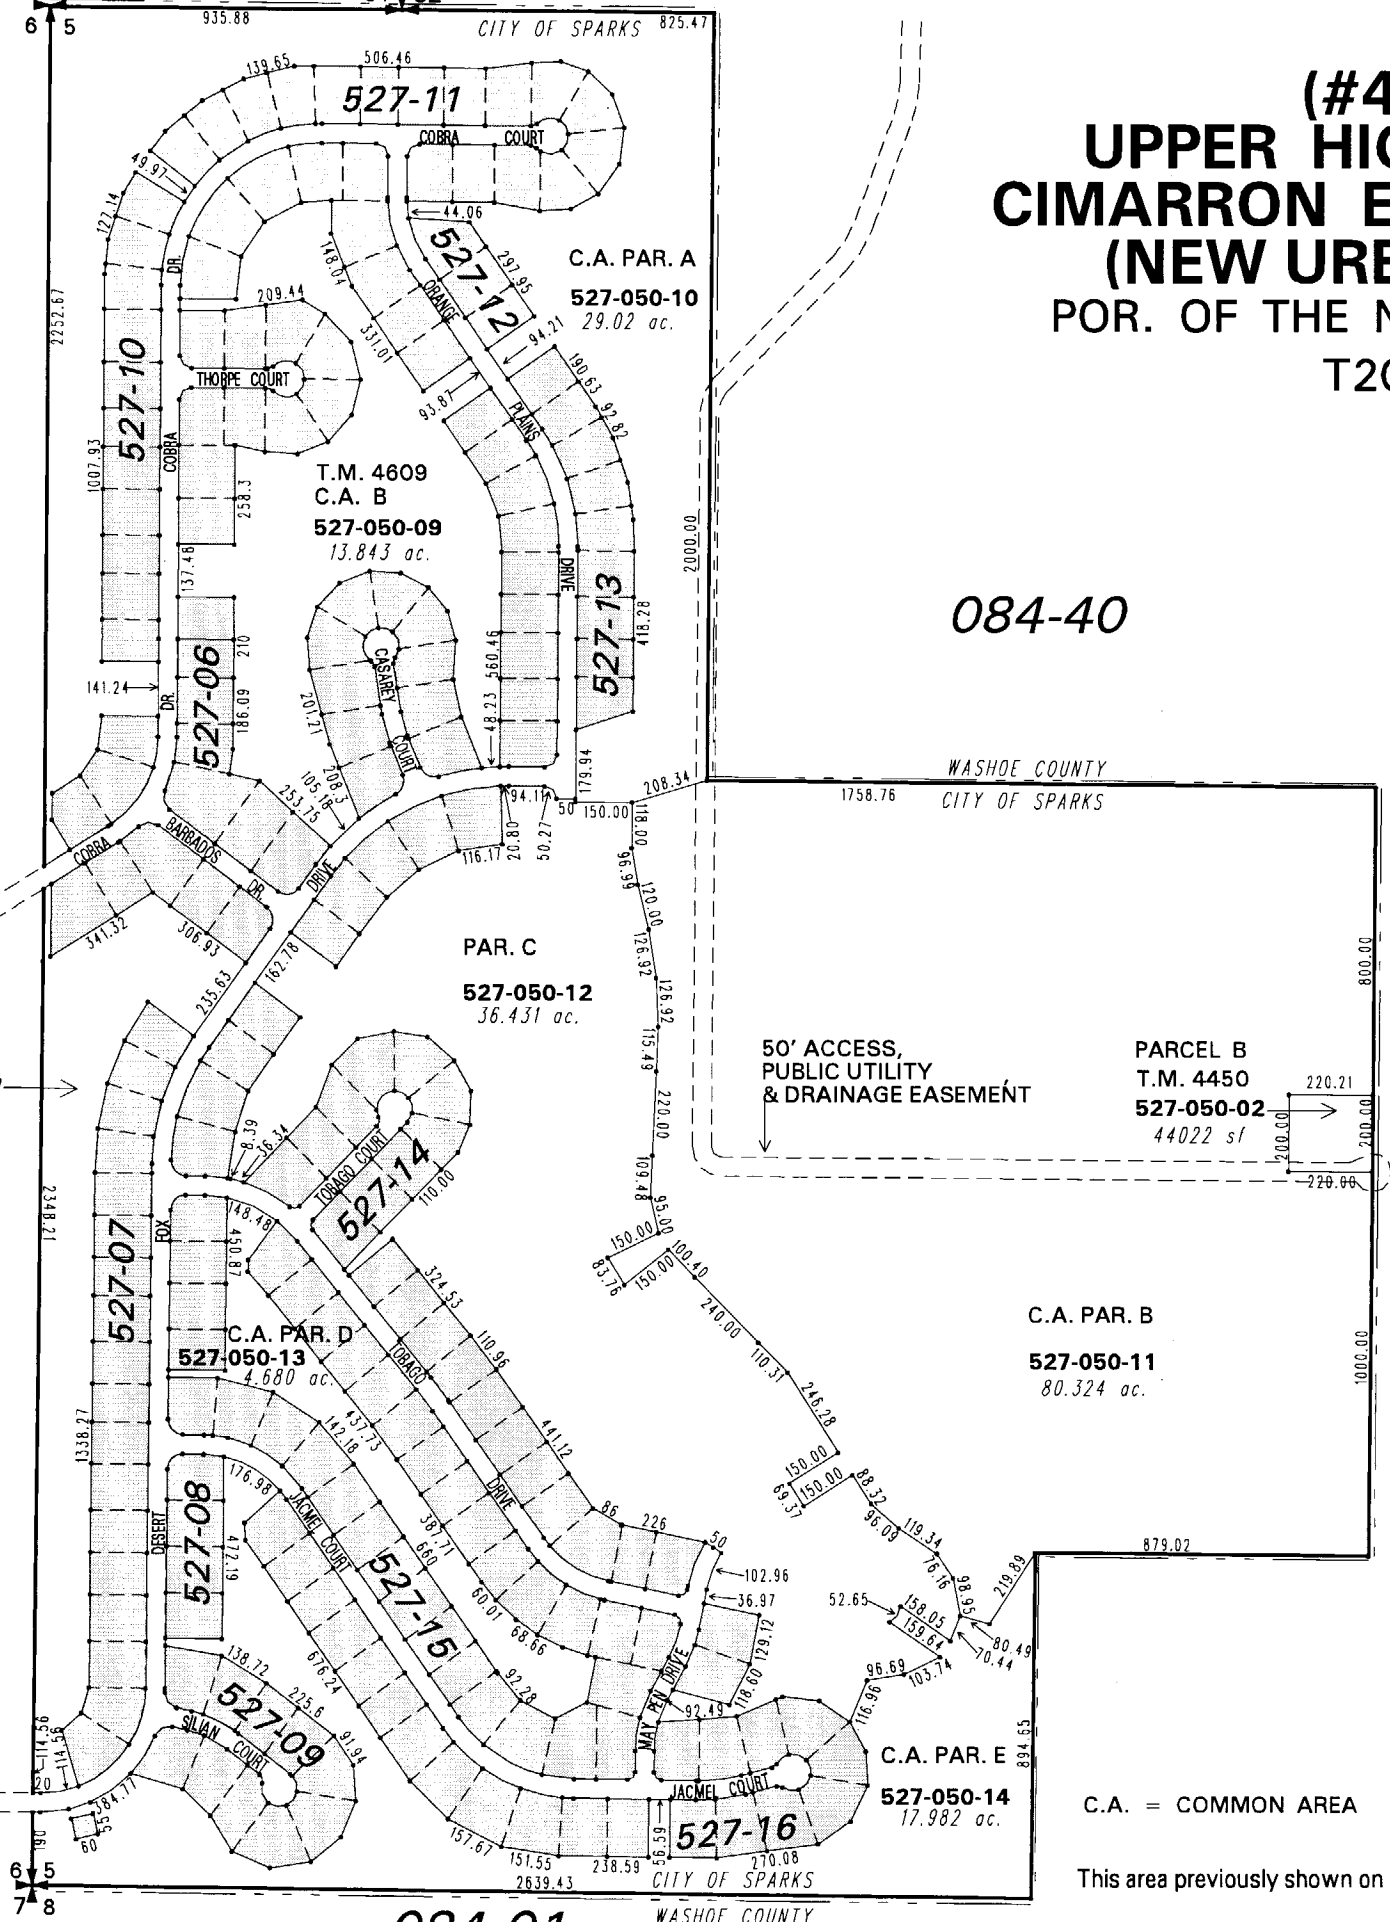 6 5
935.88
CITY OF SPARKS
825.47
139.65
506.46
527-11
COBRA COURT
(#4
UPPER HIG
CIMARRON E
(NEW URB
POR. OF THE N
T20
49.97
127.14
44.06
148.04
297.95
527-12
C.A. PAR. A
527-050-10
29.02 ac.
DR.
209.44
ORANGE
2252.67
331.01
94.21
190.63
527-10
THORPE COURT
93.87
PLAINS
92.82
COBRA
1007.93
258.3
T.M. 4609
C.A. B
527-050-09
13.843 ac.
2000.00
137.48
DRIVE
527-13
418.28
084-40
210
CASAREY
COURT
560.46
141.24
DR.
527-06
186.09
201.21
48.23
208.3
105.18
253.75
179.94
208.34
WASHOE COUNTY
1758.76
CITY OF SPARKS
94.11
50
150.00
118.00
20.80
50.27
COBRA
BARBADOS
DR.
DRIVE
116.17
96.99
120.00
341.32
306.93
126.92
PAR. C
527-050-12
36.431 ac.
162.78
235.63
126.92
115.49
800.00
50' ACCESS,
PUBLIC UTILITY
& DRAINAGE EASEMENT
PARCEL B
T.M. 4450
527-050-02
44022 sf
220.21
200.00
200.00
220.00
8.39
36.34
TOBAGO COURT
527-14
110.00
220.00
109.48
95.00
2348.21
148.48
450.87
FOX
527-07
150.00
83.76
150.00
100.40
324.53
240.00
C.A. PAR. D
527-050-13
4.680 ac.
110.96
TOBAGO
110.31
C.A. PAR. B
527-050-11
80.324 ac.
1000.00
246.28
1338.27
437.73
142.18
441.12
176.98
527-08
JACMEL COURT
DRIVE
150.00
150.00
69.37
88.32
96.09
86
226
50
119.34
879.02
DESERT
472.19
387.71
660
527-15
76.16
98.95
219.89
102.96
60.01
36.97
52.65
158.05
159.64
68.66
129.12
80.49
70.44
138.72
676.24
MAY PEN DRIVE
96.69
103.74
527-09
225.6
92.28
118.60
92.49
116.96
SILIAN COURT
91.94
114.56
114.56
C.A. PAR. E
527-050-14
17.982 ac.
894.65
20
384.77
JACMEL COURT
527-16
C.A. = COMMON AREA
190
55
60
157.67
151.55
238.59
56.59
270.08
6 5
CITY OF SPARKS
2639.43
This area previously shown on
7 8
WASHOE COUNTY